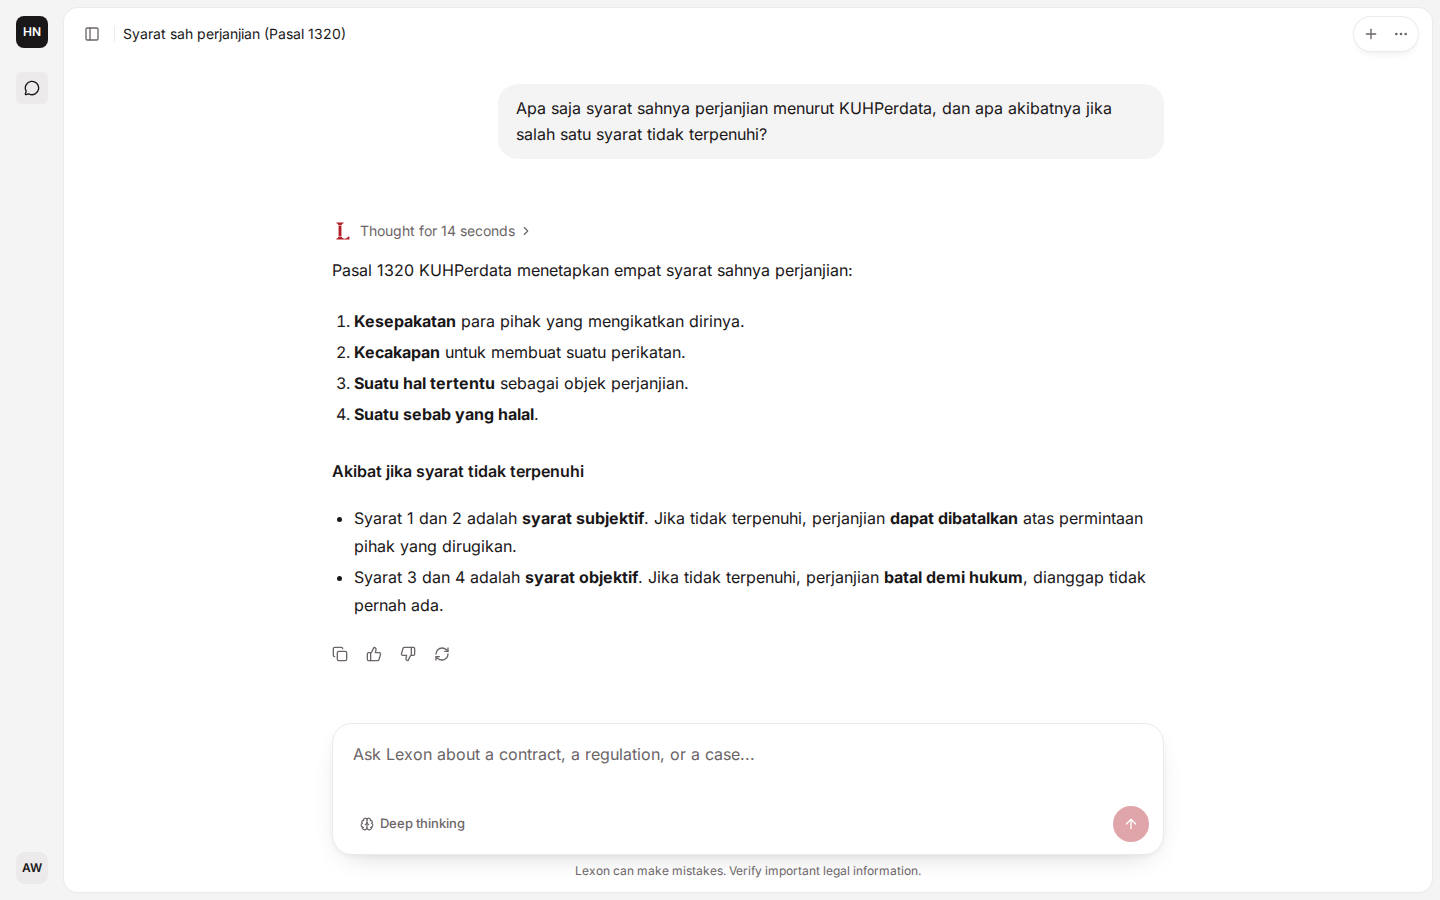 HN
Syarat sah perjanjian (Pasal 1320)
Apa saja syarat sahnya perjanjian menurut KUHPerdata, dan apa akibatnya jika
salah satu syarat tidak terpenuhi?
L
Thought for 14 seconds
Pasal 1320 KUHPerdata menetapkan empat syarat sahnya perjanjian:
1. Kesepakatan para pihak yang mengikatkan dirinya.
2. Kecakapan untuk membuat suatu perikatan.
3. Suatu hal tertentu sebagai objek perjanjian.
4. Suatu sebab yang halal.
Akibat jika syarat tidak terpenuhi
• Syarat 1 dan 2 adalah syarat subjektif. Jika tidak terpenuhi, perjanjian dapat dibatalkan atas permintaan
pihak yang dirugikan.
• Syarat 3 dan 4 adalah syarat objektif. Jika tidak terpenuhi, perjanjian batal demi hukum, dianggap tidak
pernah ada.
Ask Lexon about a contract, a regulation, or a case...
Deep thinking
AW
Lexon can make mistakes. Verify important legal information.